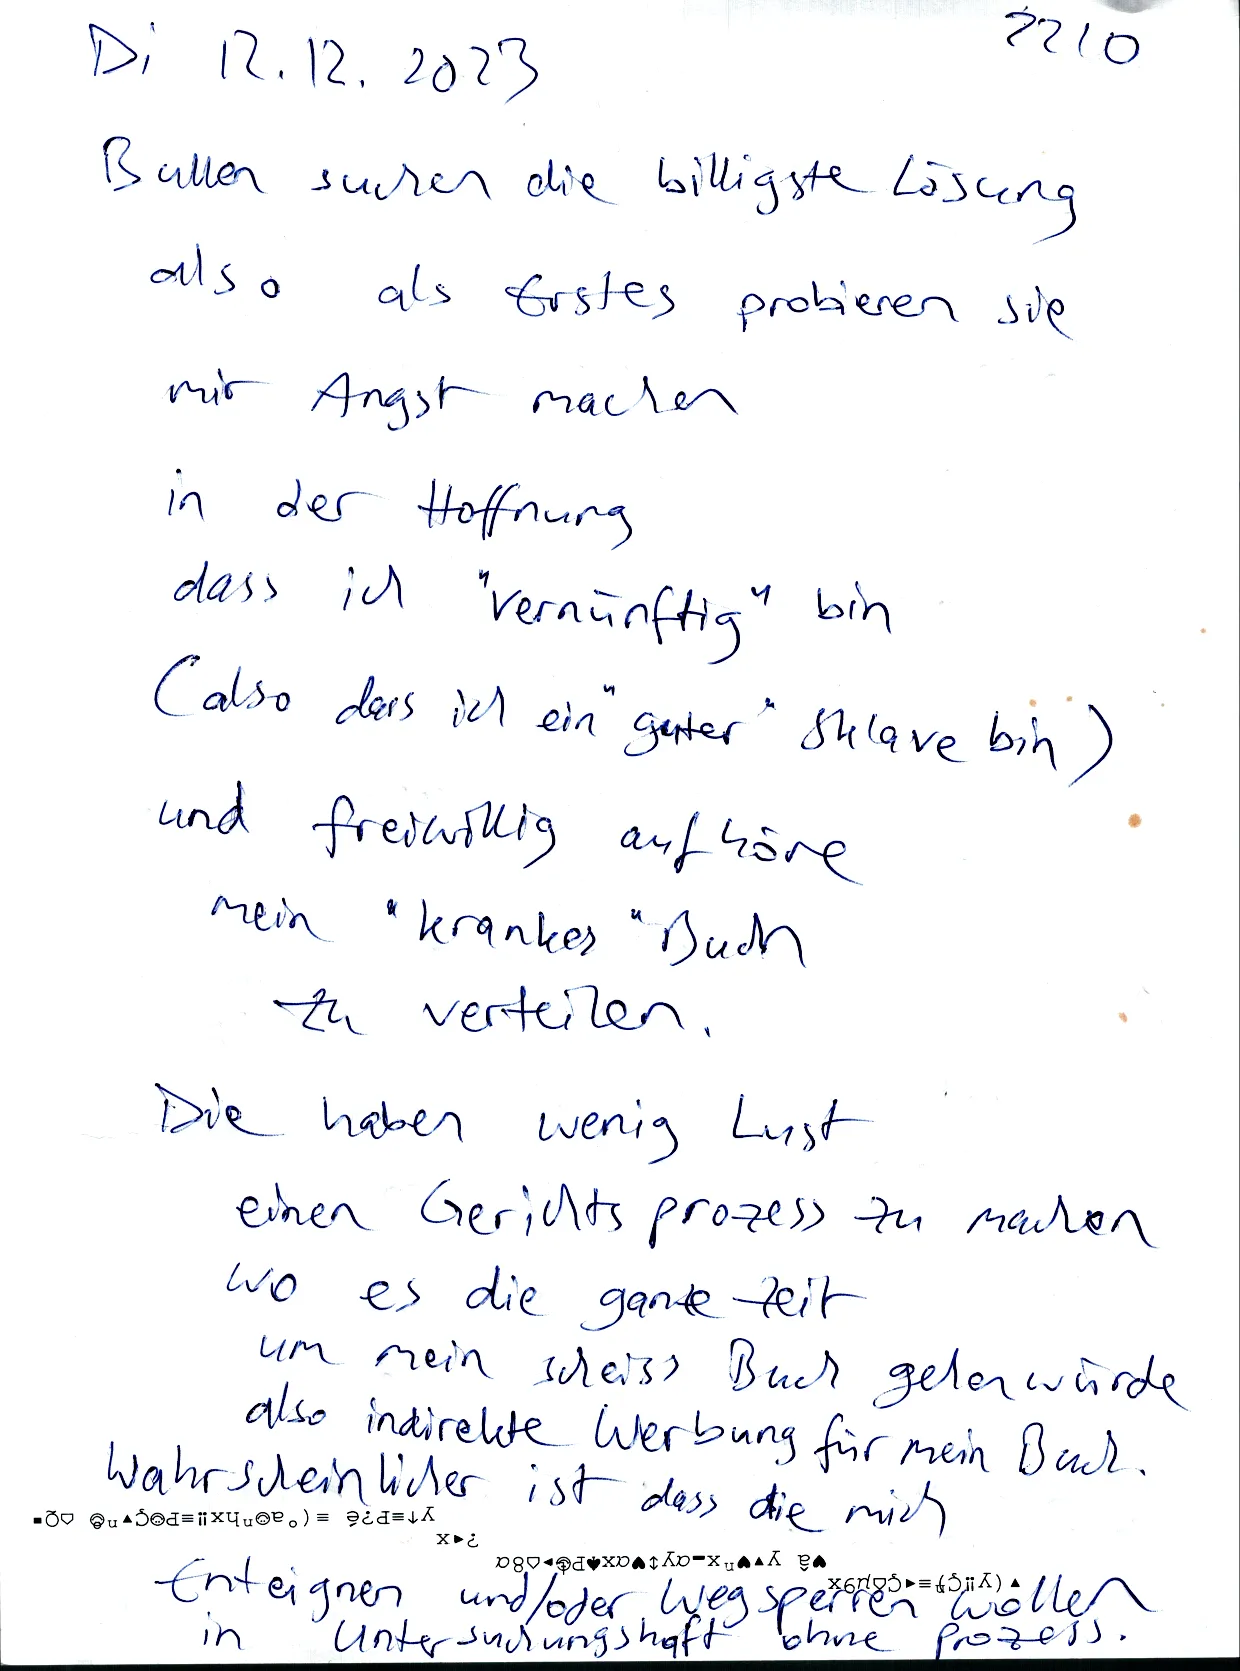 Di 12.12.2023 2210
Bullen suchen die billigste Lösung
also als Erstes probieren sie
mir Angst machen
in der Hoffnung
dass ich "vernünftig" bin
(also dass ich ein "guter" Sklave bin)
und freiwillig aufhöre
mein "krankes" Buch
zu verteilen.
Die haben wenig Lust
einen Gerichtsprozess zu machen
wo es die ganze Zeit
um mein scheiss Buch gehen würde
also indirekte Werbung für mein Buch.
Wahrscheinlicher ist dass die mich
Enteignen und/oder Wegsperren wollen
in Untersuchungshaft ohne Prozess.